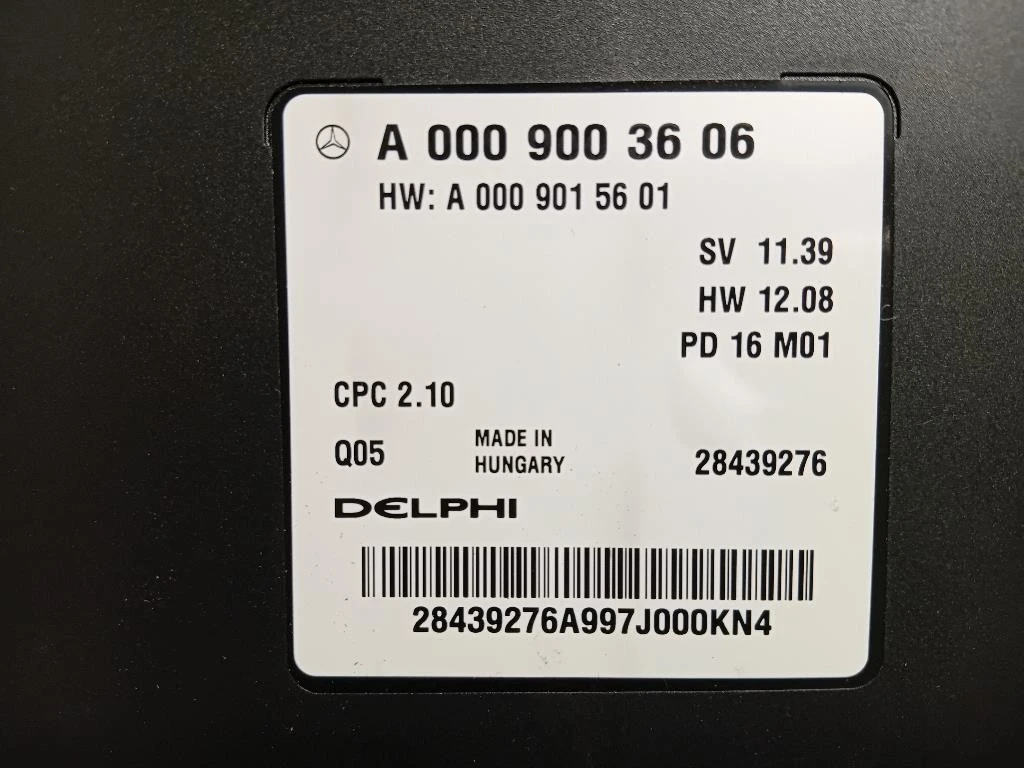 A 000 900 36 06
HW: A 000 901 56 01
SV 11.39
HW 12.08
PD 16 M01
CPC 2.10
Q05
MADE IN
HUNGARY
28439276
DELPHI
28439276A997J000KN4